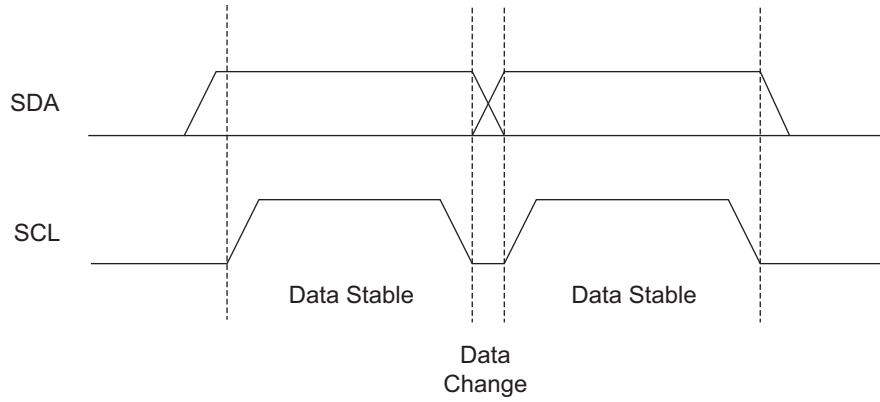 SDA
SCL
Data Stable
Data Stable
Data
Change